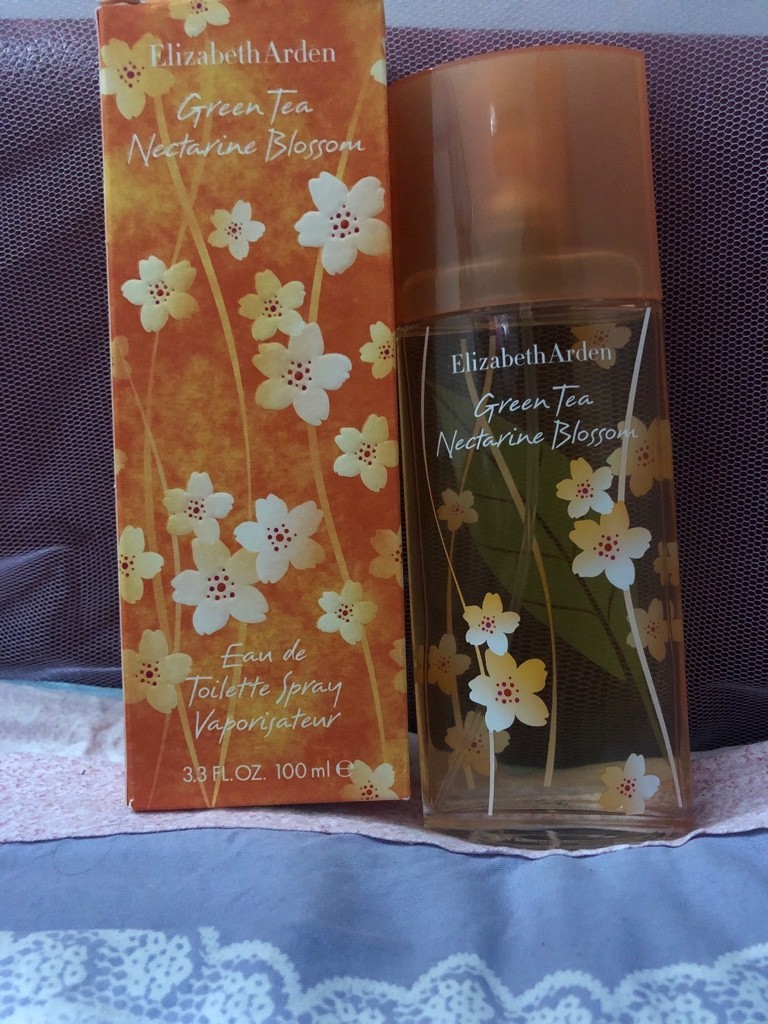 Elizabeth Arden
Green Tea
Nectarine Blossom
Eau de
Toilette Spray
Vaporisateur
3.3 FL.OZ. 100 ml ℮
Elizabeth Arden
Green Tea
Nectarine Blossom